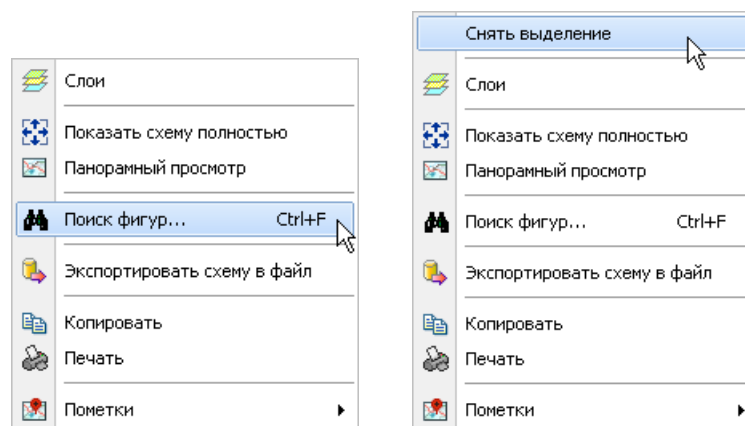 Слои
Показать схему полностью
Панорамный просмотр
Поиск фигур... Ctrl+F
Экспортировать схему в файл
Копировать
Печать
Пометки
Снять выделение
Слои
Показать схему полностью
Панорамный просмотр
Поиск фигур... Ctrl+F
Экспортировать схему в файл
Копировать
Печать
Пометки